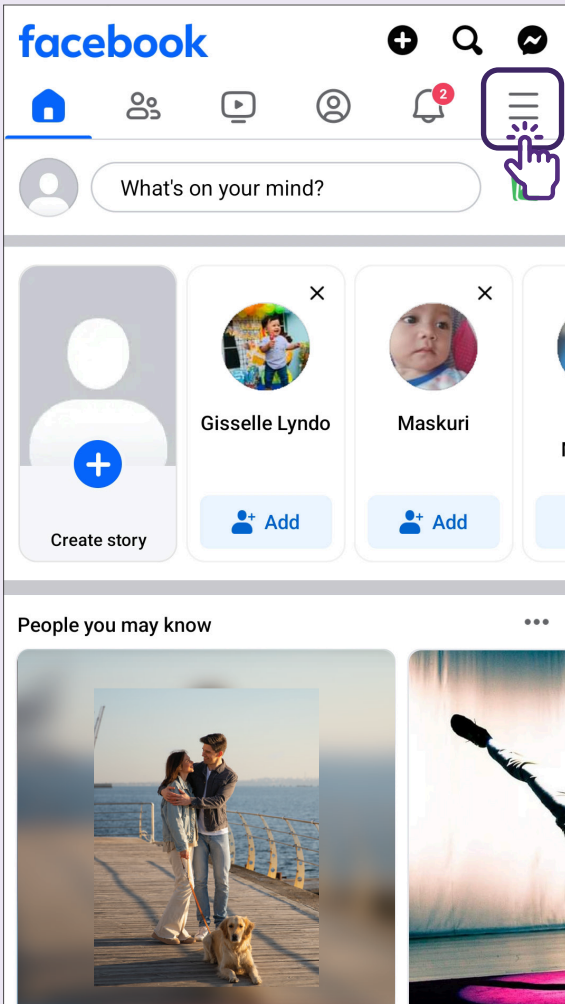 facebook
2
What's on your mind?
Gisselle Lyndo
Maskuri
Add
Add
Create story
People you may know